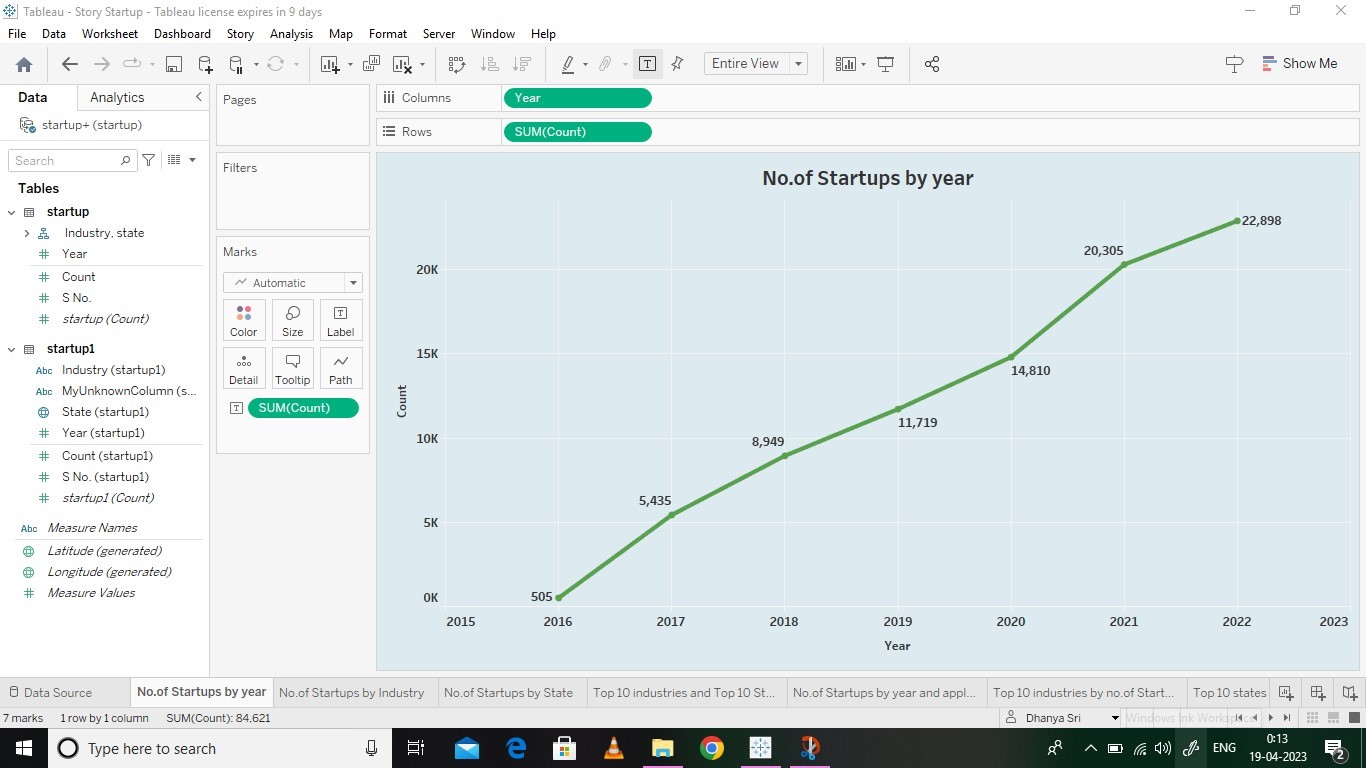 Tableau - Story Startup - Tableau license expires in 9 days
File Data Worksheet Dashboard Story Analysis Map Format Server Window Help
Entire View
Show Me
Data Analytics
startup+ (startup)
Search
Tables
startup
Industry, state
Year
Count
S No.
startup (Count)
startup1
Abc Industry (startup1)
Abc MyUnknownColumn (s...
State (startup1)
Year (startup1)
Count (startup1)
S No. (startup1)
startup1 (Count)
Abc Measure Names
Latitude (generated)
Longitude (generated)
Measure Values
Pages
Filters
Marks
Automatic
Color Size Label
Detail Tooltip Path
SUM(Count)
Columns Year
Rows SUM(Count)
No.of Startups by year
Count
20K
15K
10K
5K
0K
505
5,435
8,949
11,719
14,810
20,305
22,898
2015 2016 2017 2018 2019 2020 2021 2022 2023
Year
Data Source No.of Startups by year No.of Startups by Industry No.of Startups by State Top 10 industries and Top 10 St... No.of Startups by year and appl... Top 10 industries by no.of Start... Top 10 states
7 marks 1 row by 1 column SUM(Count): 84,621
Dhanya Sri
Windows Ink Workspace
Type here to search
ENG
0:13
19-04-2023
2